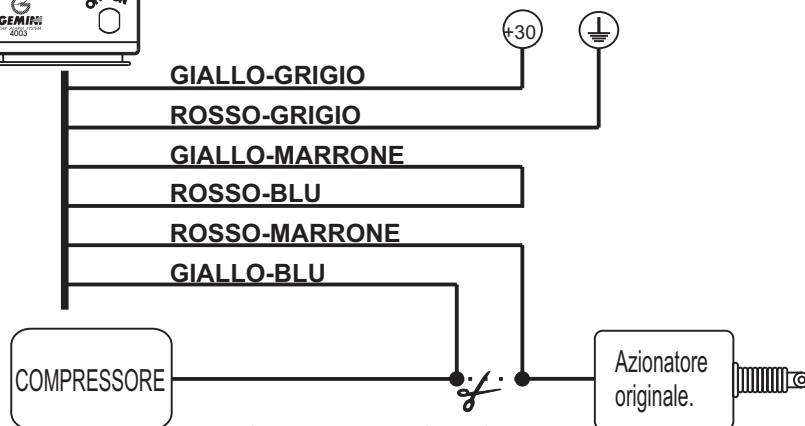 GEMINI
4003
+30
GIALLO-GRIGIO
ROSSO-GRIGIO
GIALLO-MARRONE
ROSSO-BLU
ROSSO-MARRONE
GIALLO-BLU
COMPRESSORE
Azionatore
originale.